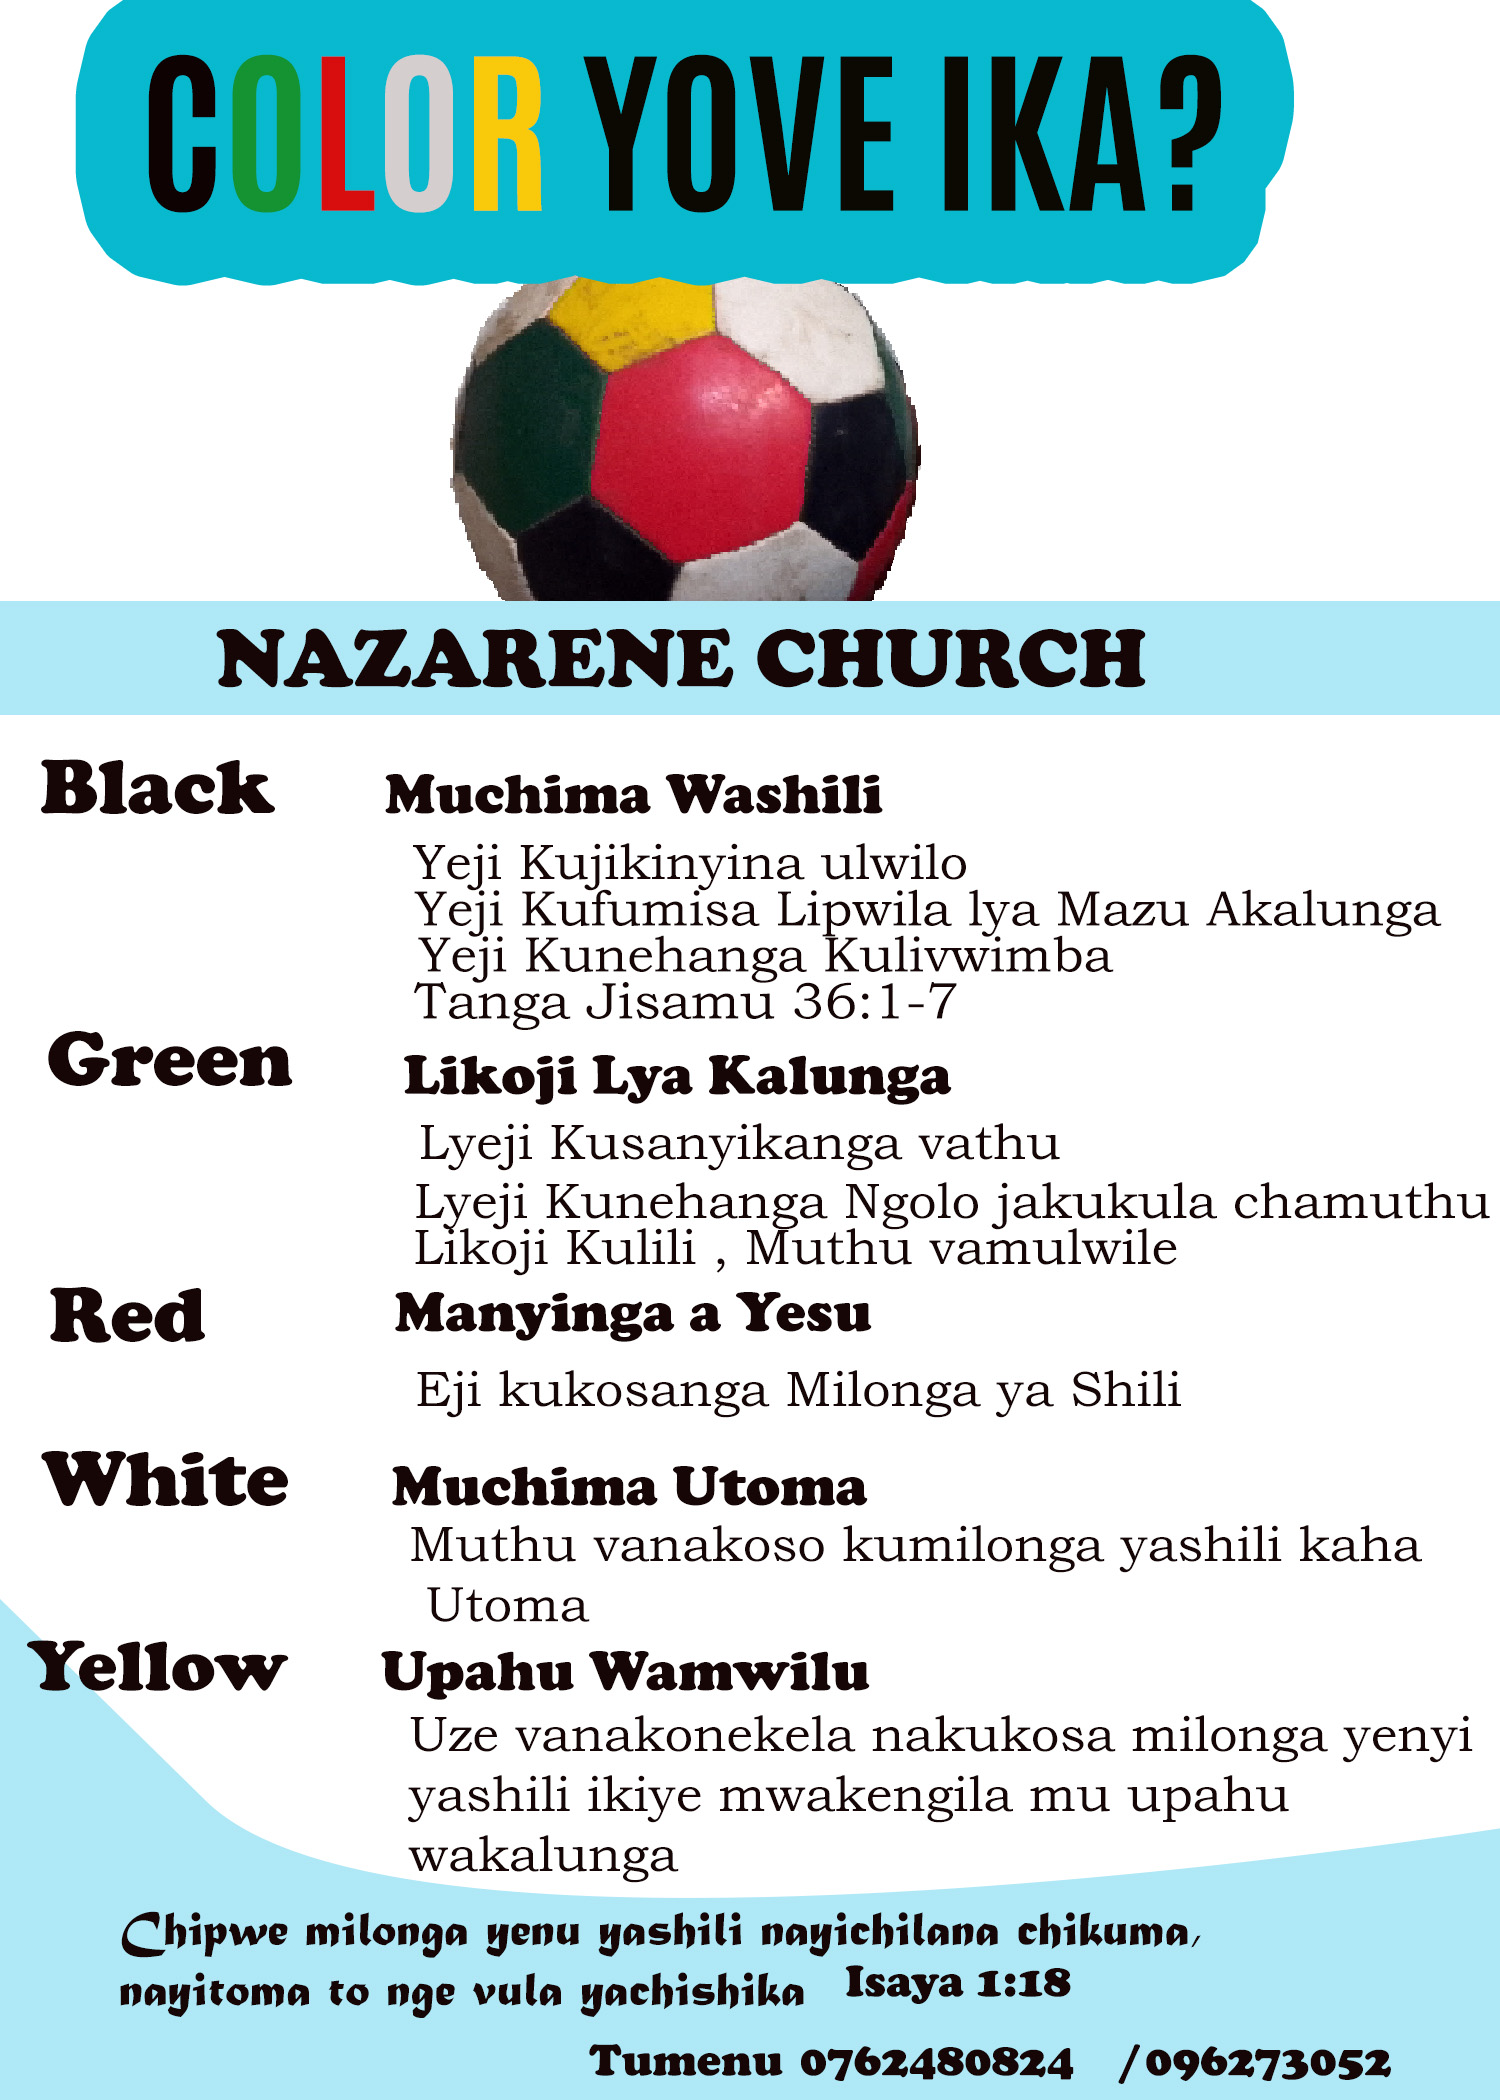 COLOR YOVE IKA?
NAZARENE CHURCH
Black
Muchima Washili
Yeji Kujikinyina ulwilo
Yeji Kufumisa Lipwila lya Mazu Akalunga
Yeji Kunehanga Kulivwimba
Tanga Jisamu 36:1-7
Green
Likoji Lya Kalunga
Lyeji Kusanyikanga vathu
Lyeji Kunehanga Ngolo jakukula chamuthu
Likoji Kulili , Muthu vamulwile
Red
Manyinga a Yesu
Eji kukosanga Milonga ya Shili
White
Muchima Utoma
Muthu vanakoso kumilonga yashili kaha
Utoma
Yellow
Upahu Wamwilu
Uze vanakonekela nakukosa milonga yenyi
yashili ikiye mwakengila mu upahu
wakalunga
Chipwe milonga yenu yashili nayichilana chikuma,
nayitoma to nge vula yachishika Isaya 1:18
Tumenu 0762480824 /096273052